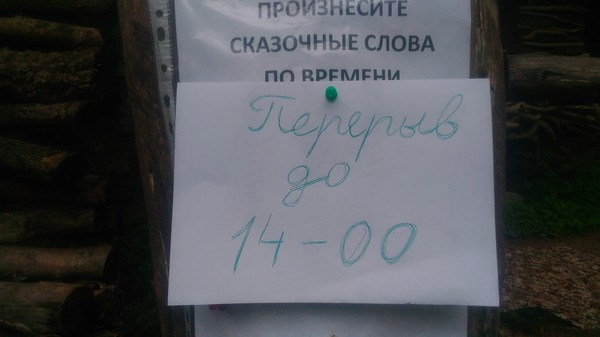 ПРОИЗНЕСИТЕ
СКАЗОЧНЫЕ СЛОВА
ПО ВРЕМЕНИ
Перерыв
до
14-00